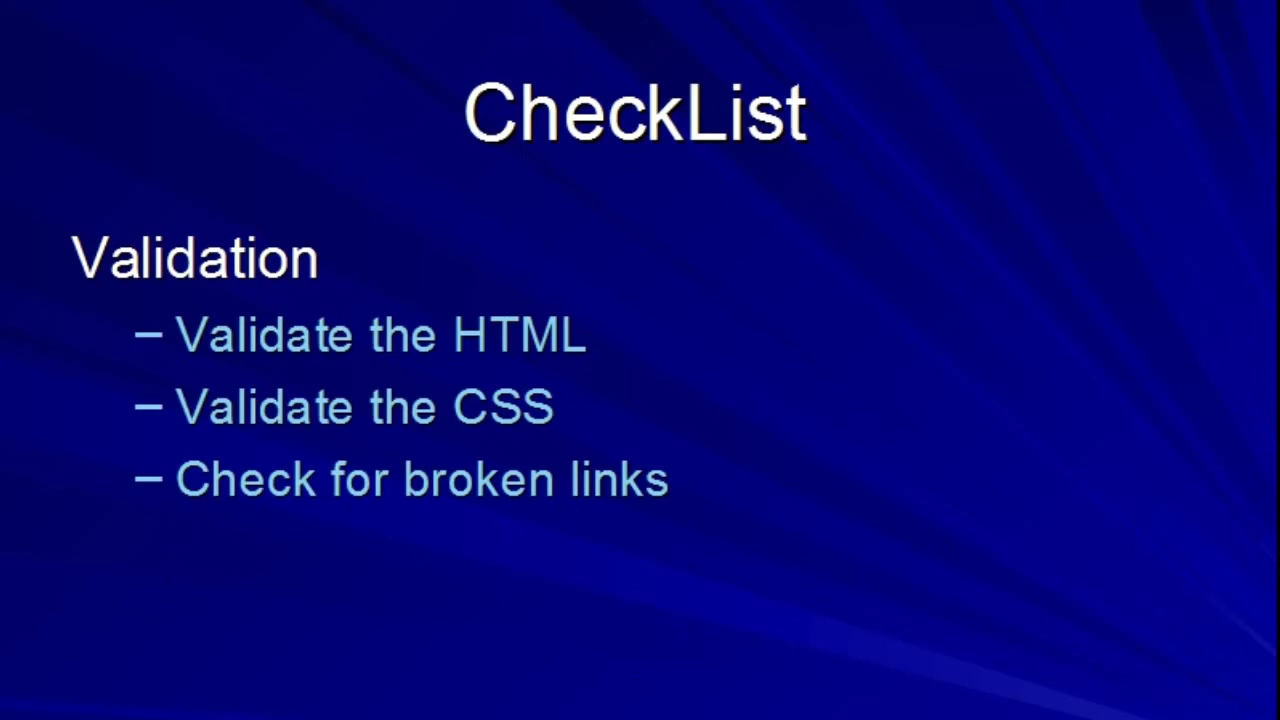 CheckList
Validation
– Validate the HTML
– Validate the CSS
– Check for broken links